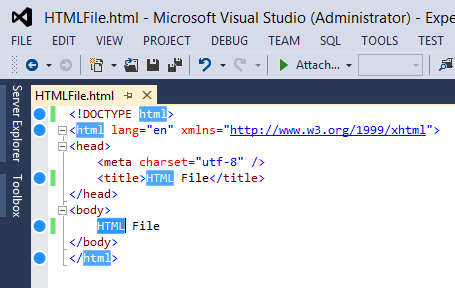 HTMLFile.html - Microsoft Visual Studio (Administrator) - Expe
FILE EDIT VIEW PROJECT DEBUG TEAM SQL TOOLS TEST
Attach...
Server Explorer
Toolbox
HTMLFile.html
<!DOCTYPE html>
<html lang="en" xmlns="http://www.w3.org/1999/xhtml">
<head>
<meta charset="utf-8" />
<title>HTML File</title>
</head>
<body>
HTML File
</body>
</html>